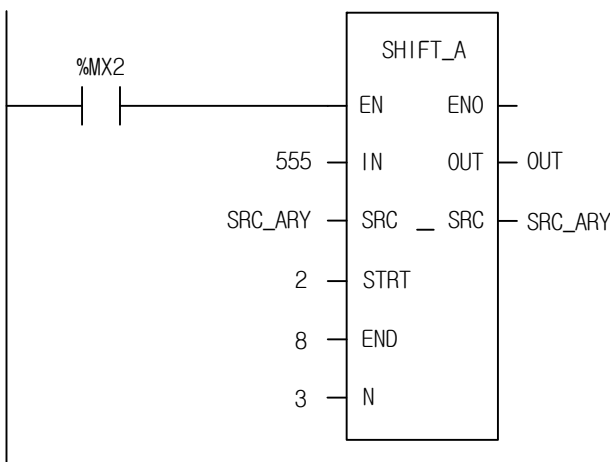 SHIFT_A
%MX2
EN ENO
555 IN OUT OUT
SRC_ARY SRC _ SRC SRC_ARY
2 STRT
8 END
3 N